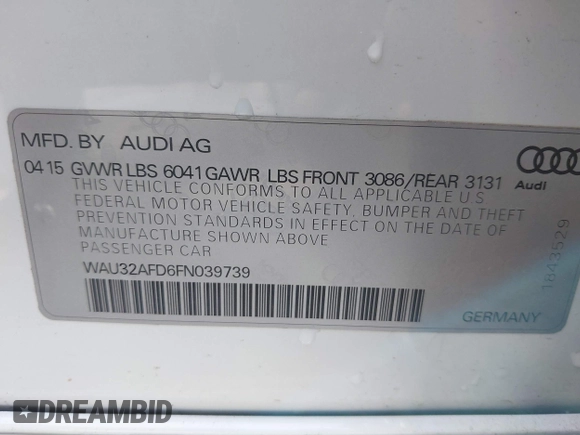 MFD. BY AUDI AG
04 15 GVWR LBS 6041 GAWR LBS FRONT 3086/REAR 3131
THIS VEHICLE CONFORMS TO ALL APPLICABLE U S
FEDERAL MOTOR VEHICLE SAFETY, BUMPER AND THEFT
PREVENTION STANDARDS IN EFFECT ON THE DATE OF
MANUFACTURE SHOWN ABOVE
PASSENGER CAR
WAU32AFD6FN039739
Audi
1843529
GERMANY
DREAMBID